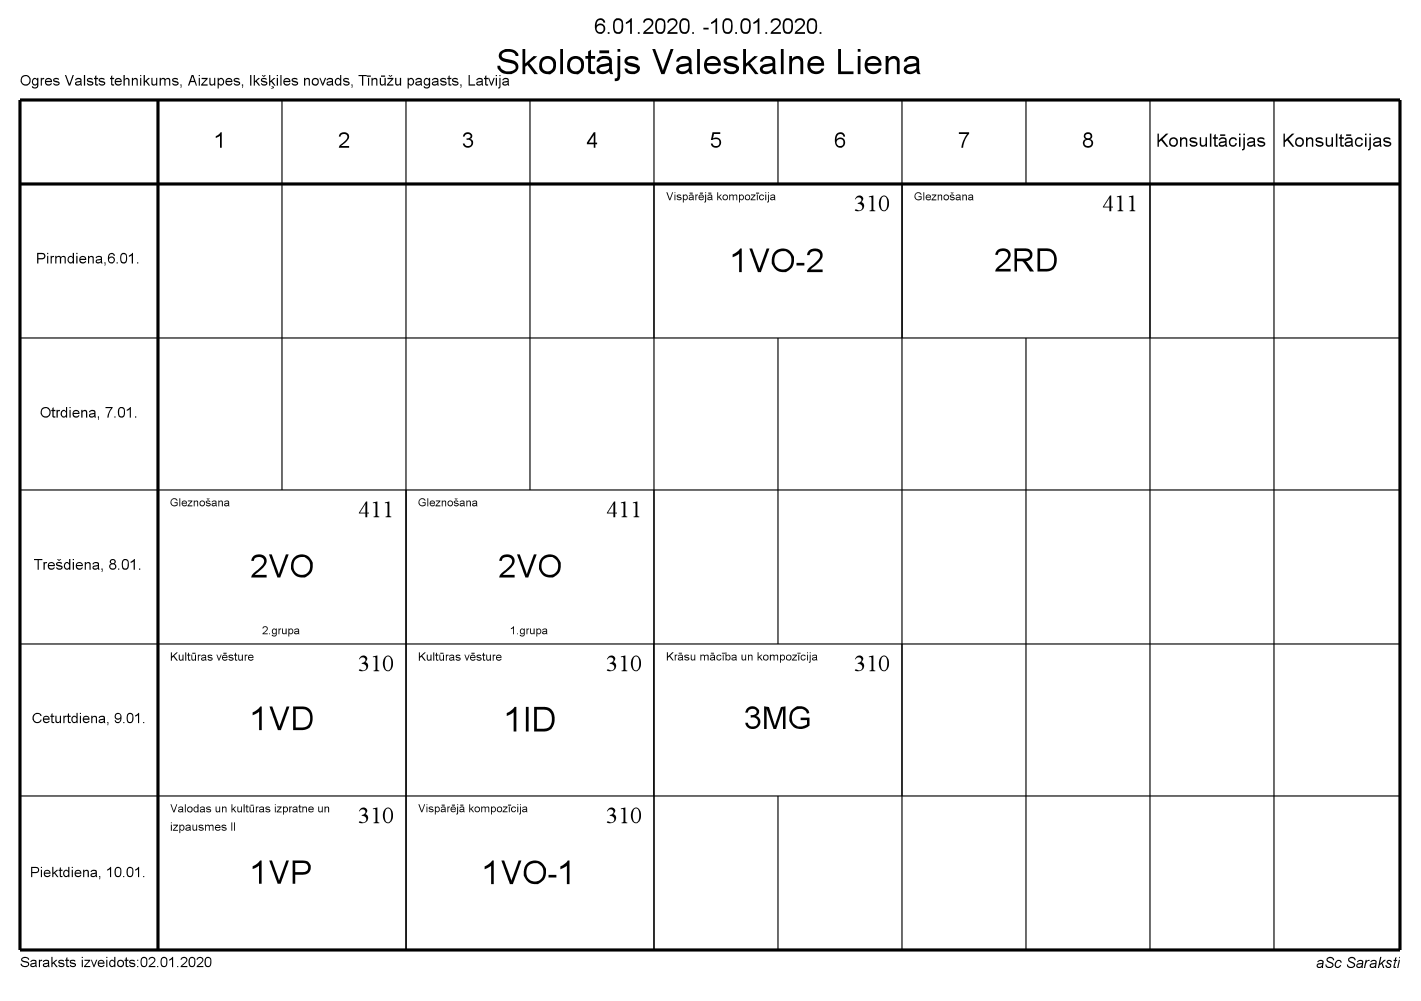 6.01.2020. -10.01.2020.
Skolotājs Valeskalne Liena
Ogres Valsts tehnikums, Aizupes, Ikšķiles novads, Tīnūžu pagasts, Latvija
1 2 3 4 5 6 7 8 Konsultācijas Konsultācijas
Vispārējā kompozīcija 310 Gleznošana 411
Pirmdiena,6.01. 1VO-2 2RD
Otrdiena, 7.01.
Gleznošana 411 Gleznošana 411
Trešdiena, 8.01. 2VO 2VO
2.grupa 1.grupa
Kultūras vēsture 310 Kultūras vēsture 310 Krāsu mācība un kompozīcija 310
Ceturtdiena, 9.01. 1VD 1ID 3MG
Valodas un kultūras izpratne un 310 Vispārējā kompozīcija 310
izpausmes II
Piektdiena, 10.01. 1VP 1VO-1
Saraksts izveidots:02.01.2020 aSc Saraksti